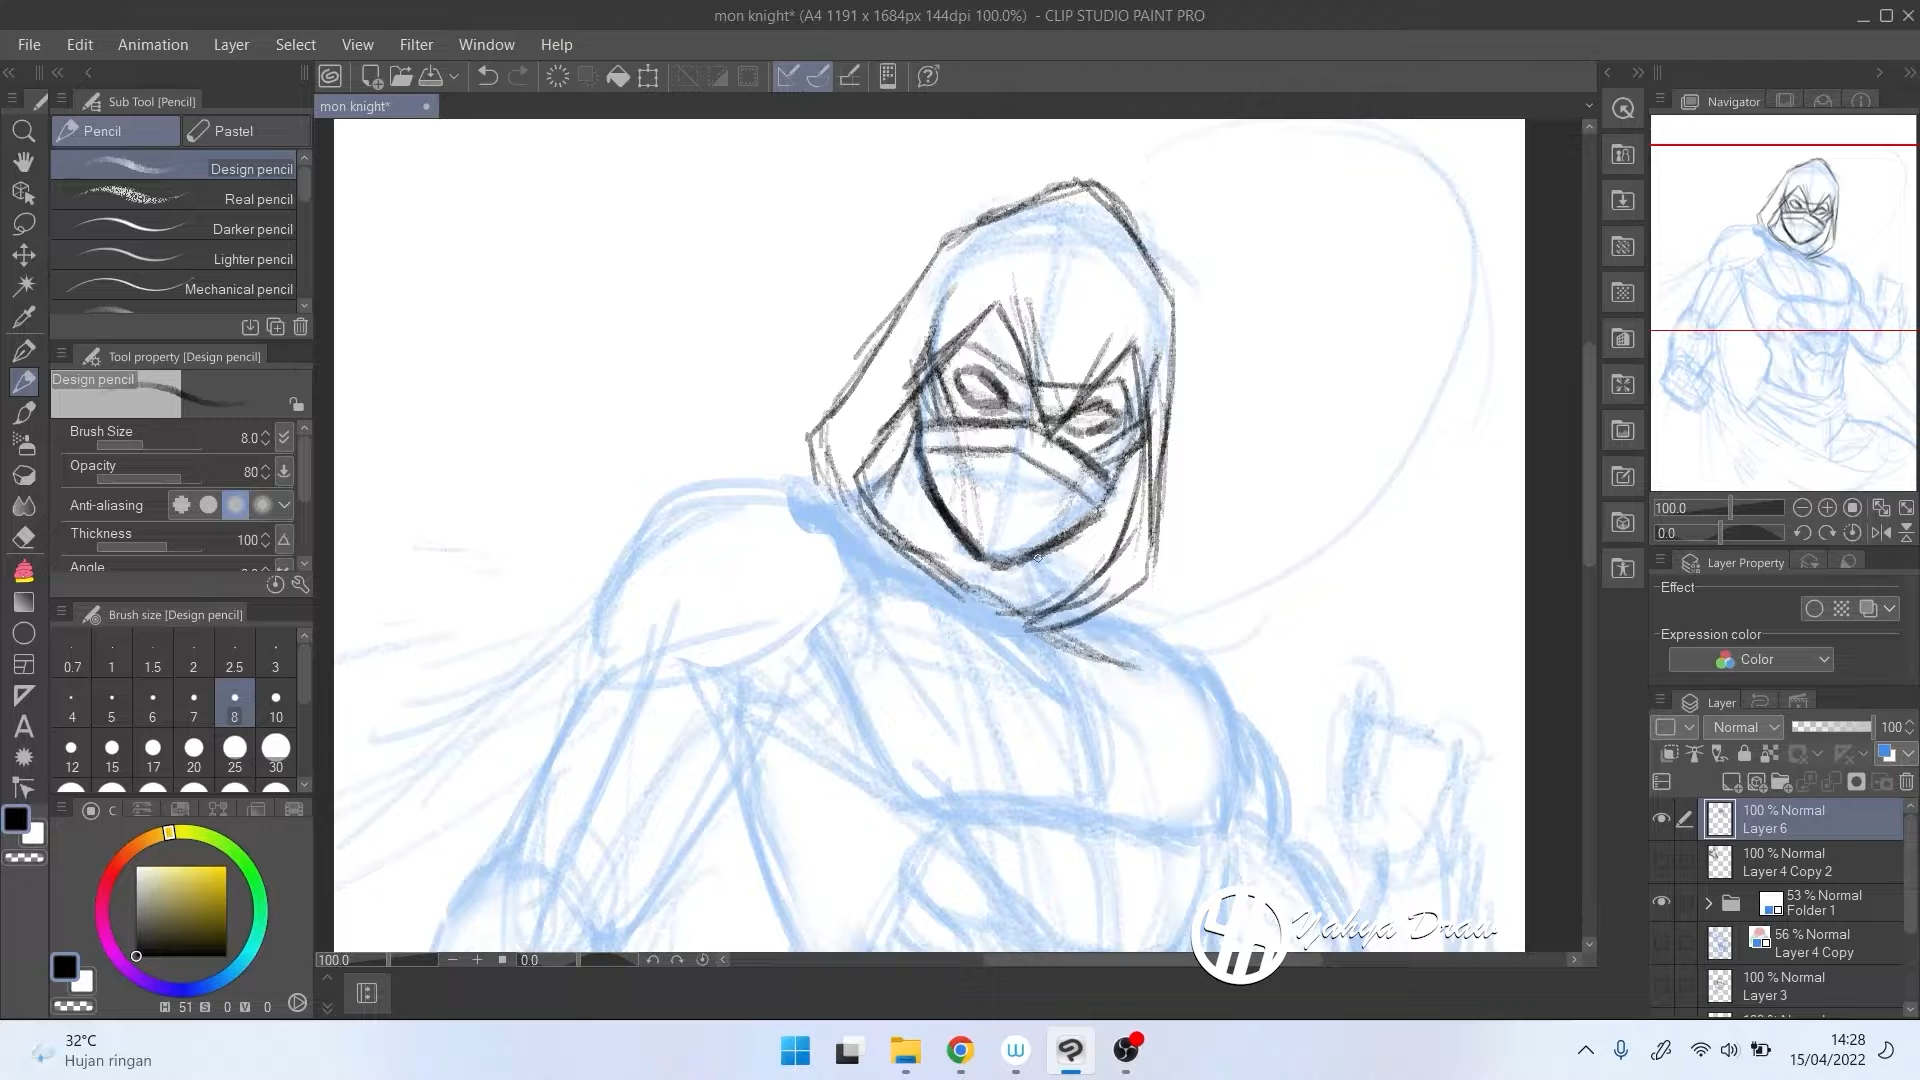 mon knight* (A4 1191 x 1684px 144dpi 100.0%) - CLIP STUDIO PAINT PRO
File Edit Animation Layer Select View Filter Window Help
Sub Tool [Pencil]
mon knight*
Navigator
Pencil Pastel
Design pencil
Real pencil
Darker pencil
Lighter pencil
Mechanical pencil
Tool property [Design pencil]
Design pencil
Brush Size 8.0
Opacity 80
Anti-aliasing
Thickness 100
Angle
Brush size [Design pencil]
0.7 1 1.5 2 2.5 3
4 5 6 7 8 10
12 15 17 20 25 30
C
H 51 S 0 V 0
100.0 0.0
Yahya Draw
100.0
0.0
Layer Property
Effect
Expression color
Color
Layer
Normal 100
100 % Normal
Layer 6
100 % Normal
Layer 4 Copy 2
53 % Normal
Folder 1
56 % Normal
Layer 4 Copy
100 % Normal
Layer 3
32°C
Hujan ringan
14:28
15/04/2022